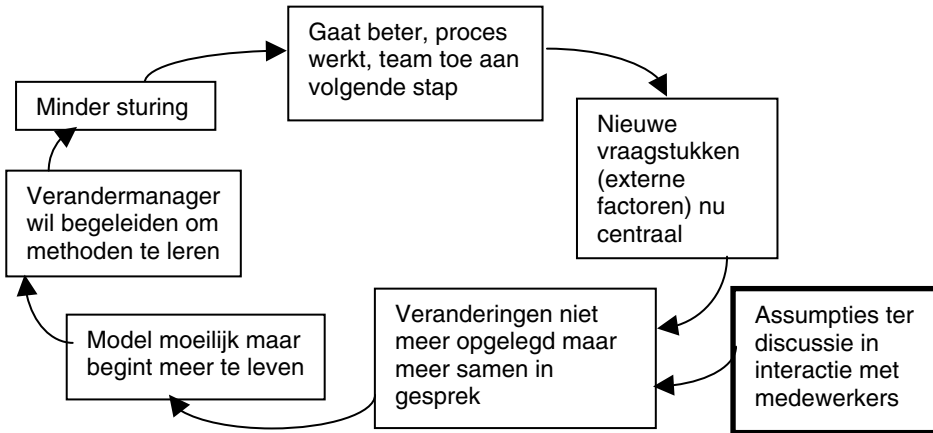 Gaat beter, proces
werkt, team toe aan
volgende stap
Minder sturing
Nieuwe
vraagstukken
(externe
factoren) nu
centraal
Verandermanager
wil begeleiden om
methoden te leren
Veranderingen niet
meer opgelegd maar
meer samen in
gesprek
Assumpties ter
discussie in
interactie met
medewerkers
Model moeilijk maar
begint meer te leven